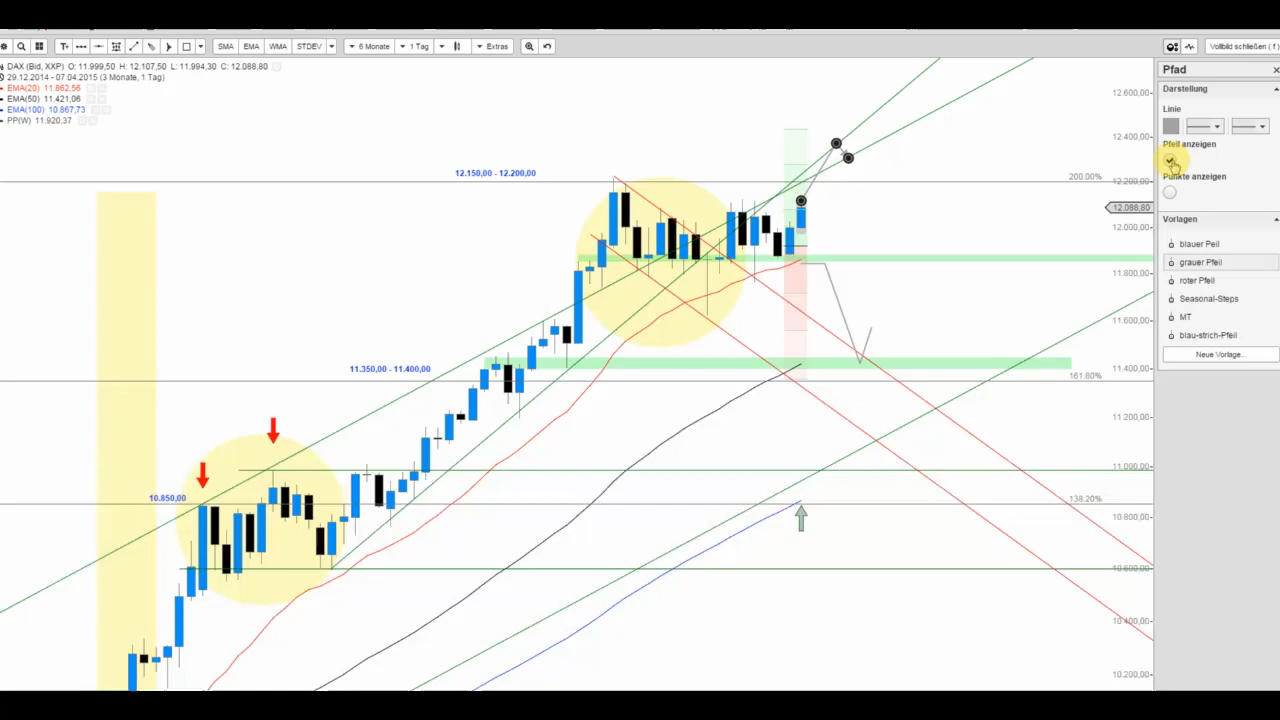 T+
SMA EMA WMA STDEV 6 Monate 1 Tag Extras Vollbild schließen ( f )
DAX (Bid, XXP) O: 11.999,50 H: 12.107,50 L: 11.994,30 C: 12.088,80
29.12.2014 - 07.04.2015 (3 Monate, 1 Tag)
EMA(20) 11.862,56
EMA(50) 11.421,06
EMA(100) 10.867,73
PP(W) 11.920,37
12.150,00 - 12.200,00
11.350,00 - 11.400,00
10.850,00
200.00%
161.80%
138.20%
12.600,00
12.400,00
12.200,00
12.088,80
12.000,00
11.800,00
11.600,00
11.400,00
11.200,00
11.000,00
10.800,00
10.600,00
10.400,00
10.200,00
Pfad
Darstellung
Linie
Pfeil anzeigen
Punkte anzeigen
Vorlagen
blauer Peil
grauer Pfeil
roter Pfeil
Seasonal-Steps
MT
blau-strich-Pfeil
Neue Vorlage...